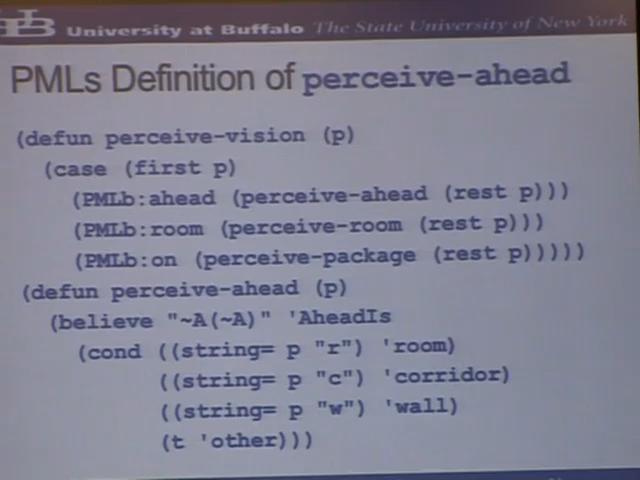 UB University at Buffalo The State University of New York
PMLs Definition of perceive-ahead
(defun perceive-vision (p)
(case (first p)
(PMLb:ahead (perceive-ahead (rest p)))
(PMLb:room (perceive-room (rest p)))
(PMLb:on (perceive-package (rest p)))))
(defun perceive-ahead (p)
(believe "~A(~A)" 'AheadIs
(cond ((string= p "r") 'room)
((string= p "c") 'corridor)
((string= p "w") 'wall)
(t 'other)))